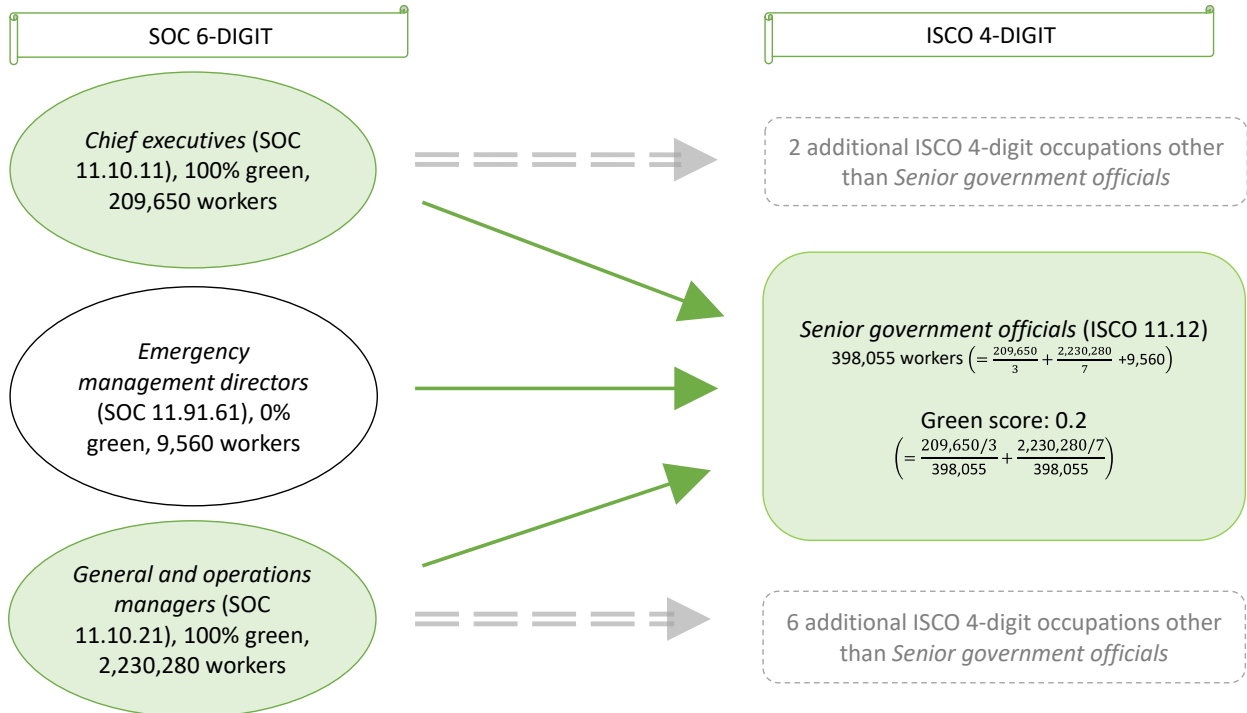 SOC 6-DIGIT
ISCO 4-DIGIT
Chief executives (SOC
11.10.11), 100% green,
209,650 workers
2 additional ISCO 4-digit occupations other
than Senior government officials
Emergency
management directors
(SOC 11.91.61), 0%
green, 9,560 workers
Senior government officials (ISCO 11.12)
398,055 workers (= 209,650/3 + 2,230,280/7 +9,560)
Green score: 0.2
(= 209,650/3/398,055 + 2,230,280/7/398,055)
General and operations
managers (SOC
11.10.21), 100% green,
2,230,280 workers
6 additional ISCO 4-digit occupations other
than Senior government officials